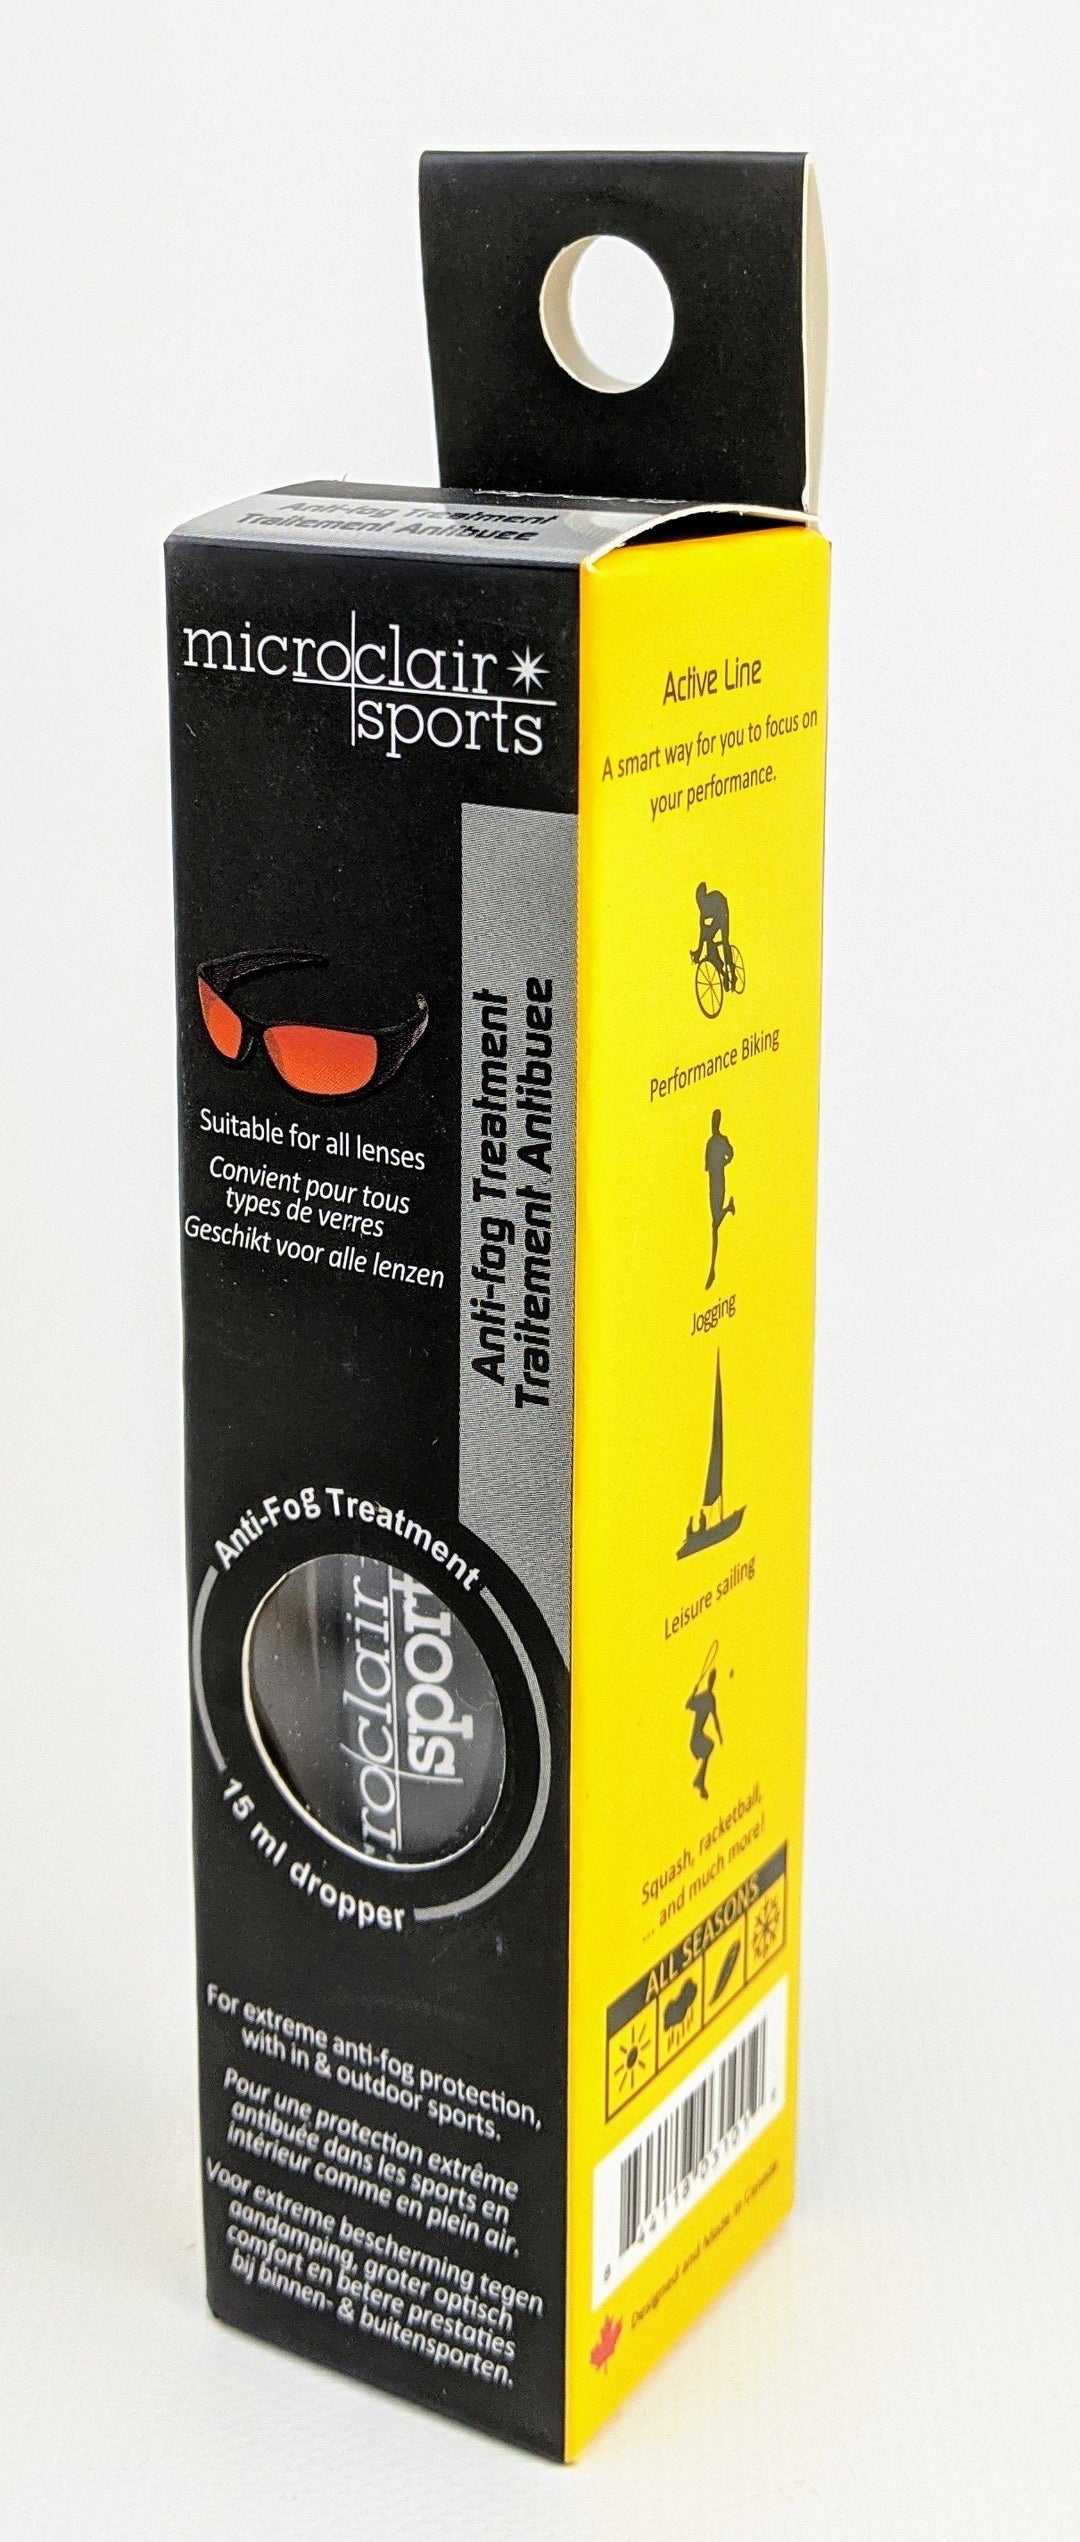 Anti-fog Treatment
Traitement Antibuee
microclair
sports
Suitable for all lenses
Convient pour tous
types de verres
Geschikt voor alle lenzen
Anti-fog Treatment
Traitement Antibuee
Anti-Fog Treatment
roclair
sport
15 ml dropper
For extreme anti-fog protection,
with in & outdoor sports.
Pour une protection extrême
antibuée dans les sports en
intérieur comme en plein air.
Voor extreme bescherming tegen
aandamping, groter optisch
comfort en betere prestaties
bij binnen- & buitensporten.
Active Line
A smart way for you to focus on
your performance.
Performance Biking
Jogging
Leisure sailing
Squash, racketball,
... and much more!
ALL SEASONS
Designed and Made in Canada